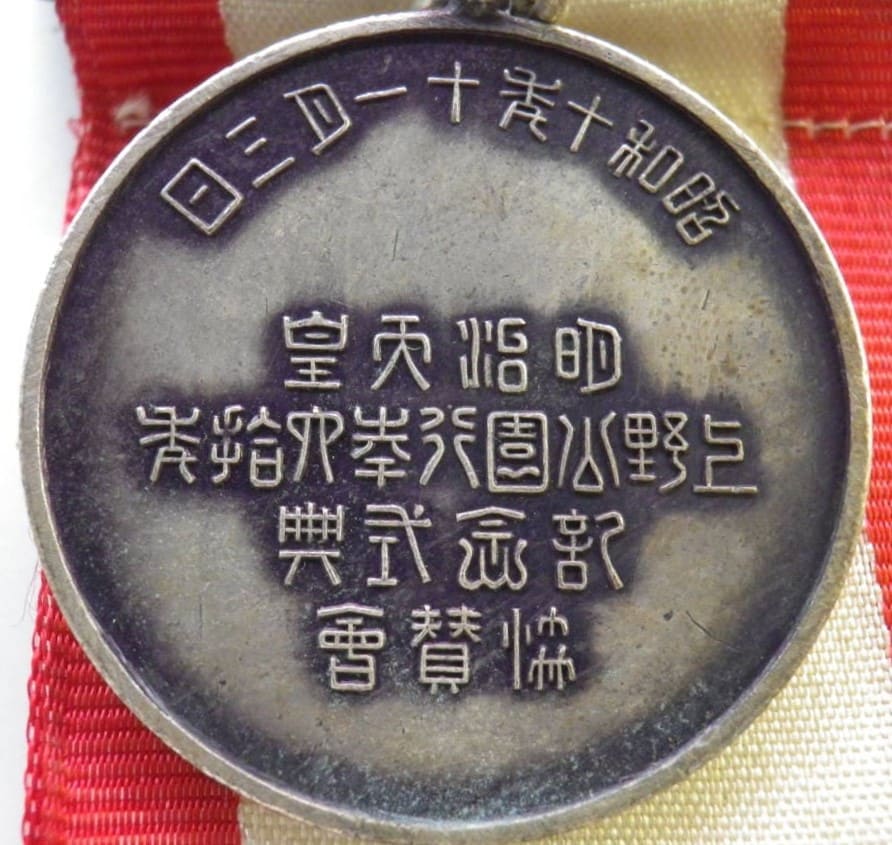 昭和十年十一月三日
明治天皇
上野公園行幸六拾年
記念式典
協賛會